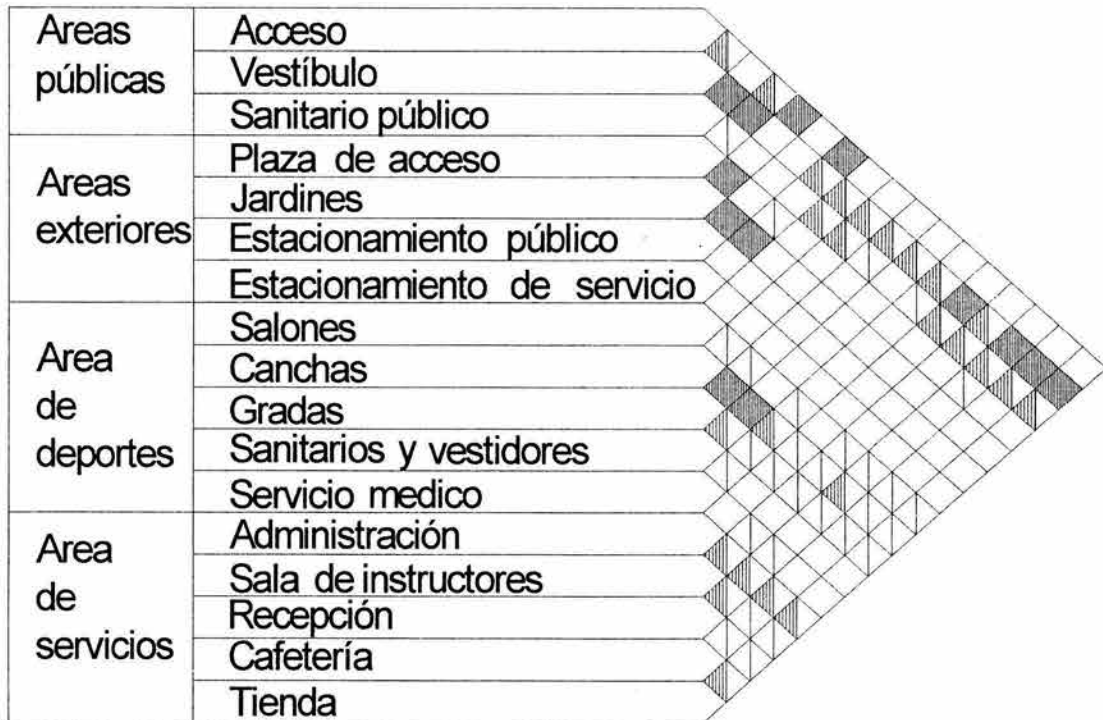 Areas
públicas
Acceso
Vestíbulo
Sanitario público
Areas
exteriores
Plaza de acceso
Jardines
Estacionamiento público
Estacionamiento de servicio
Area
de
deportes
Salones
Canchas
Gradas
Sanitarios y vestidores
Servicio medico
Area
de
servicios
Administración
Sala de instructores
Recepción
Cafetería
Tienda